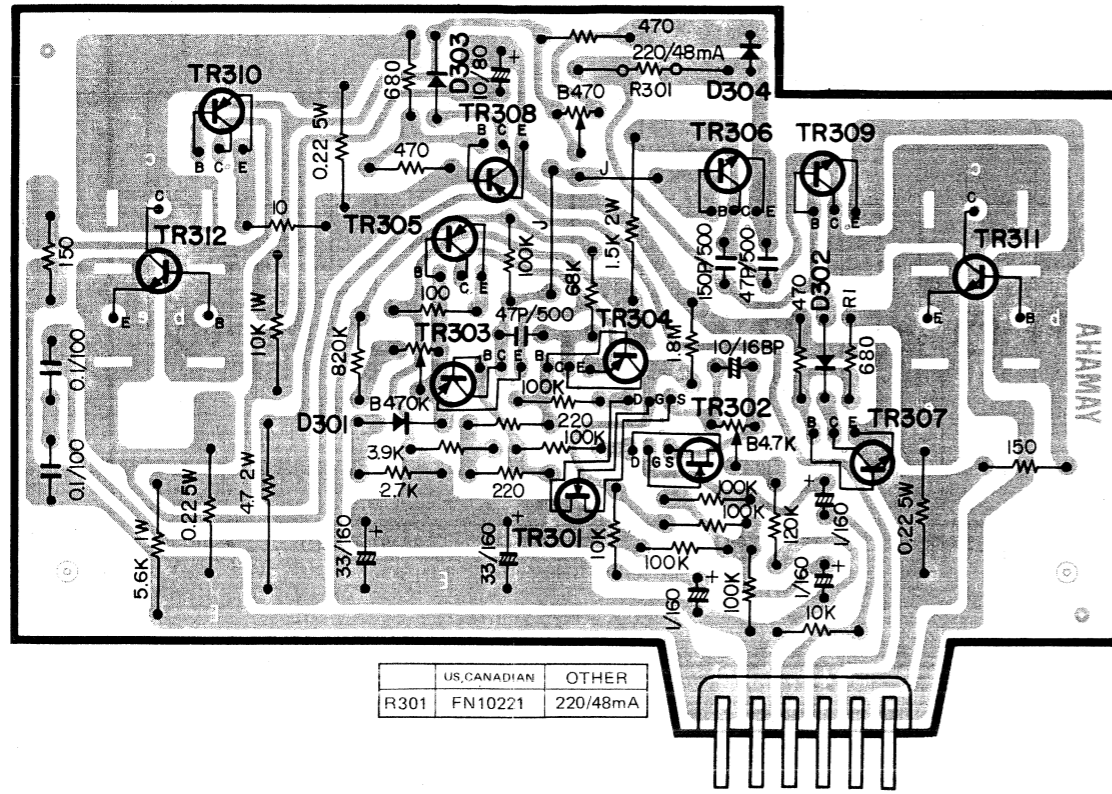 470
220/48mA
R301
D304
680
D303
10/80
+
TR310
B C E
0.22 5W
TR308
B C E
B470
J
TR306
B C E
TR309
B C E
470
10
TR305
B C E
100K
J
1.5K 2W
150
C
TR312
E
B
10K 1W
68K
150P/500
47P/500
470
D302
R1
680
C
TR311
E
B
AHAWAY
100
47P/500
TR303
B C E
B C E
TR304
1.8M
10/16BP
820K
0.1/100
B470K
100K
D G S
TR302
B4.7K
B C E
TR307
D301
220
100K
D G S
3.9K
0.1/100
2.7K
220
100K
100K
150
0.22 5W
4.7 2W
TR301
10K
120K
+
1/160
0.22 5W
5.6K 1W
33/160
+
33/160
+
100K
1/160
+
100K
1/160
+
10K
US,CANADIAN OTHER
R301 FN10221 220/48mA